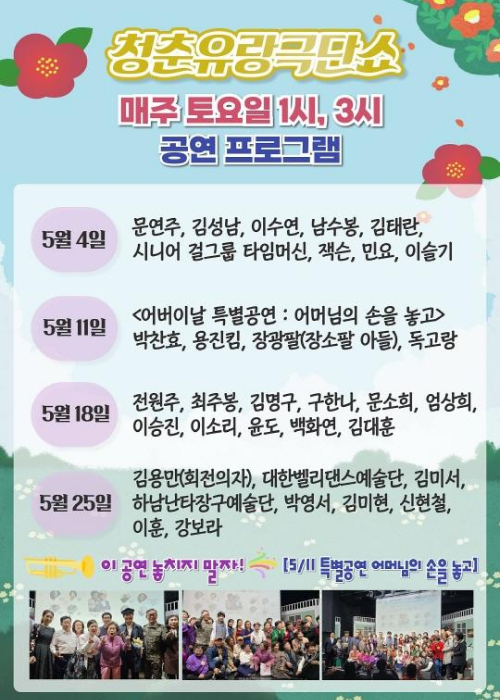 청춘유랑극단쇼
매주 토요일 1시, 3시
공연 프로그램
5월 4일
문연주, 김성남, 이수연, 남수봉, 김태란,
시니어 걸그룹 타임머신, 잭슨, 민요, 이슬기
5월 11일
<어버이날 특별공연 : 어머님의 손을 놓고>
박찬호, 용진킴, 장광팔(장소팔 아들), 독고랑
5월 18일
전원주, 최주봉, 김명구, 구한나, 문소희, 엄상희,
이승진, 이소리, 윤도, 백화연, 김대훈
5월 25일
김용만(회전의자), 대한벨리댄스예술단, 김미서,
하남난타장구예술단, 박영서, 김미현, 신현철,
이훈, 강보라
이 공연 놓치지 말자! [5/11 특별공연 어머님의 손을 놓고]